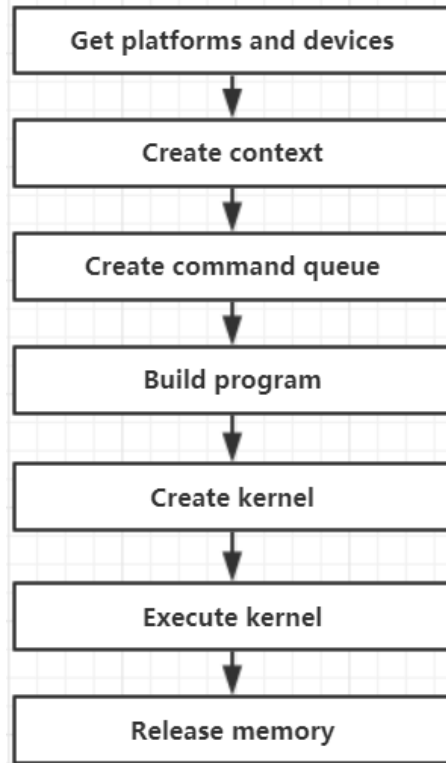 Get platforms and devices
Create context
Create command queue
Build program
Create kernel
Execute kernel
Release memory